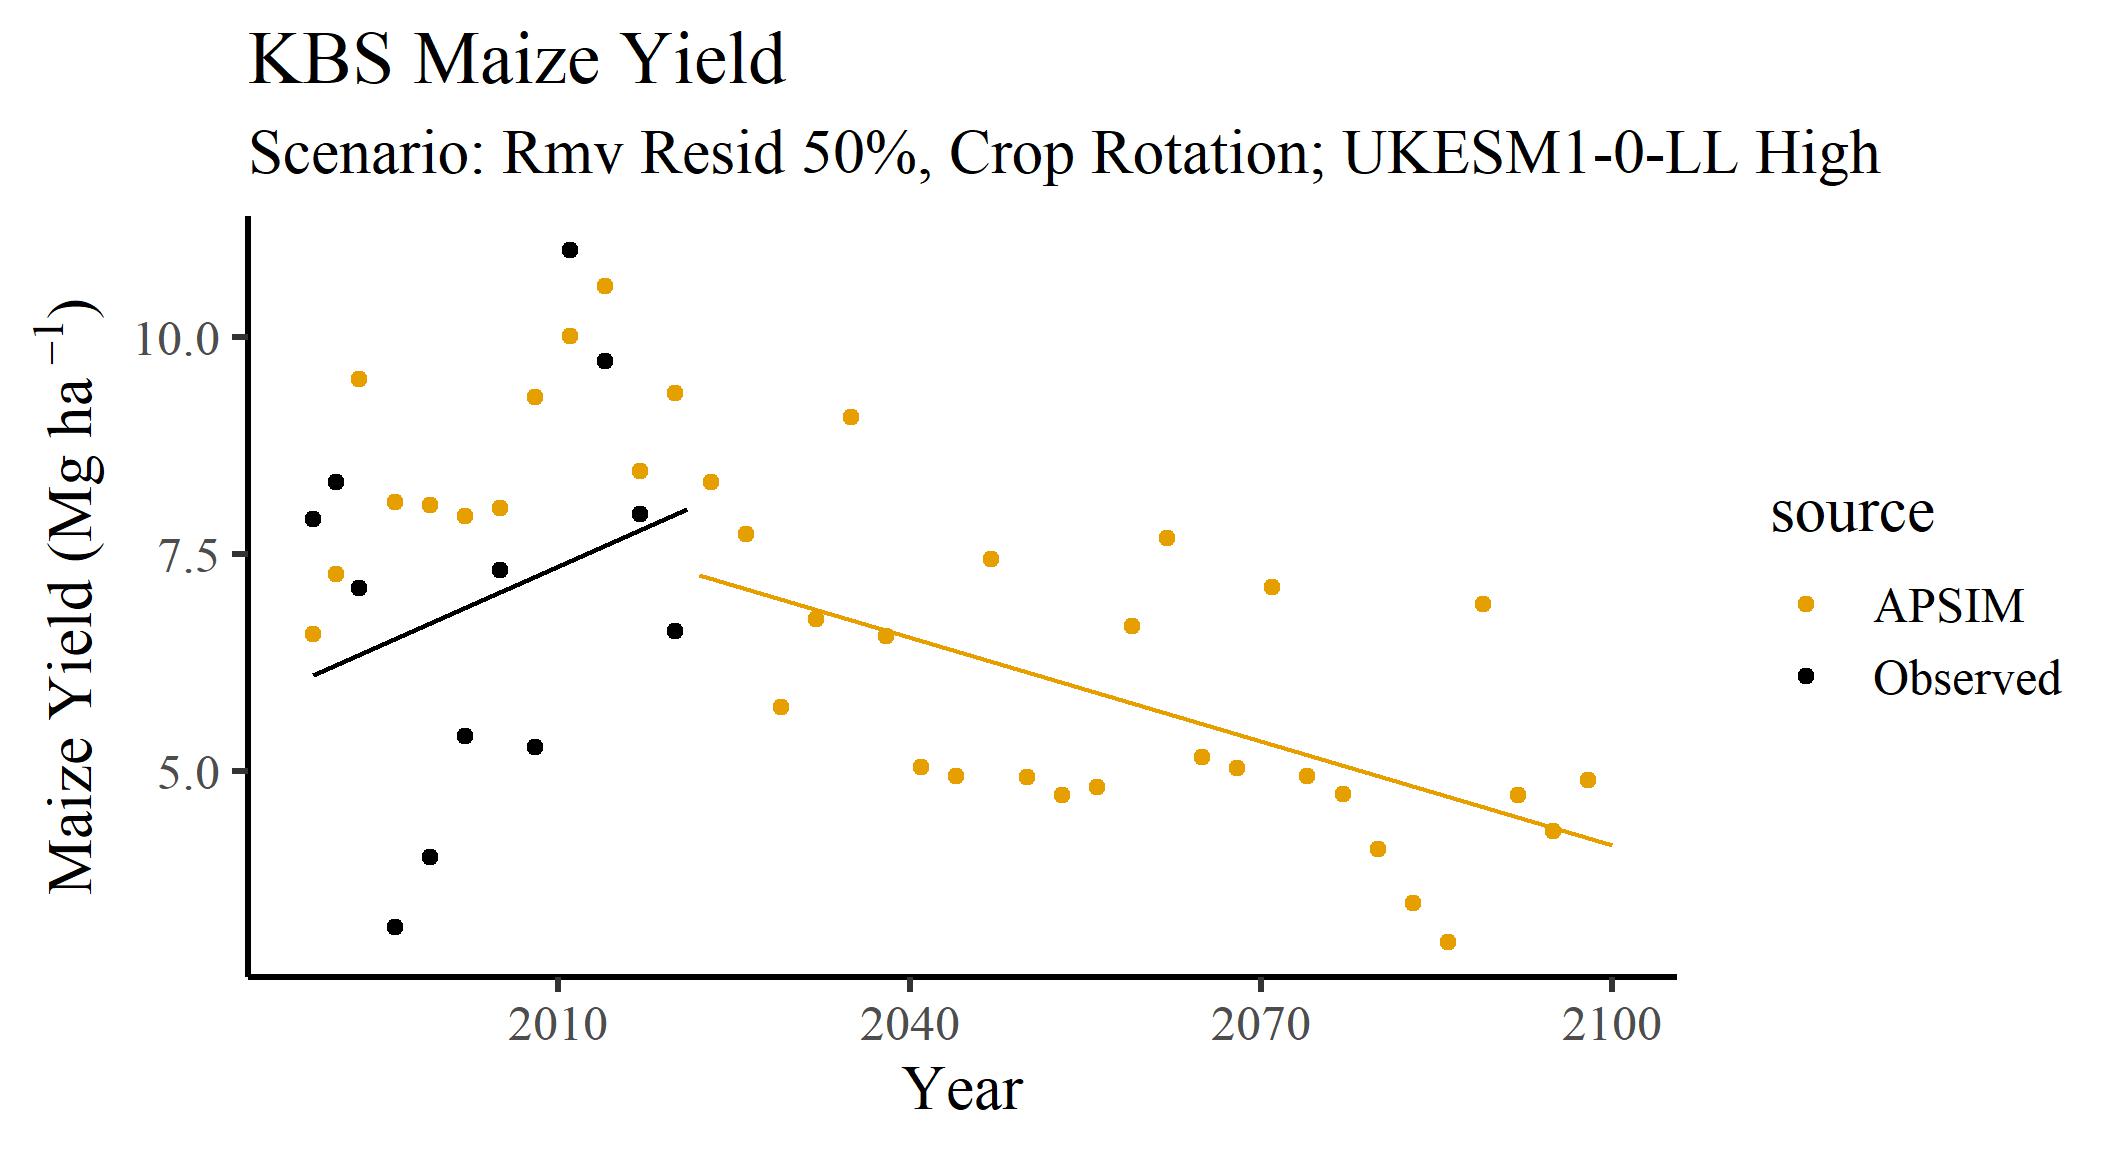 KBS Maize Yield
Scenario: Rmv Resid 50%, Crop Rotation; UKESM1-0-LL High
Maize Yield (Mg ha ⁻¹)
10.0
7.5
5.0
2010 2040 2070 2100
Year
source
APSIM
Observed